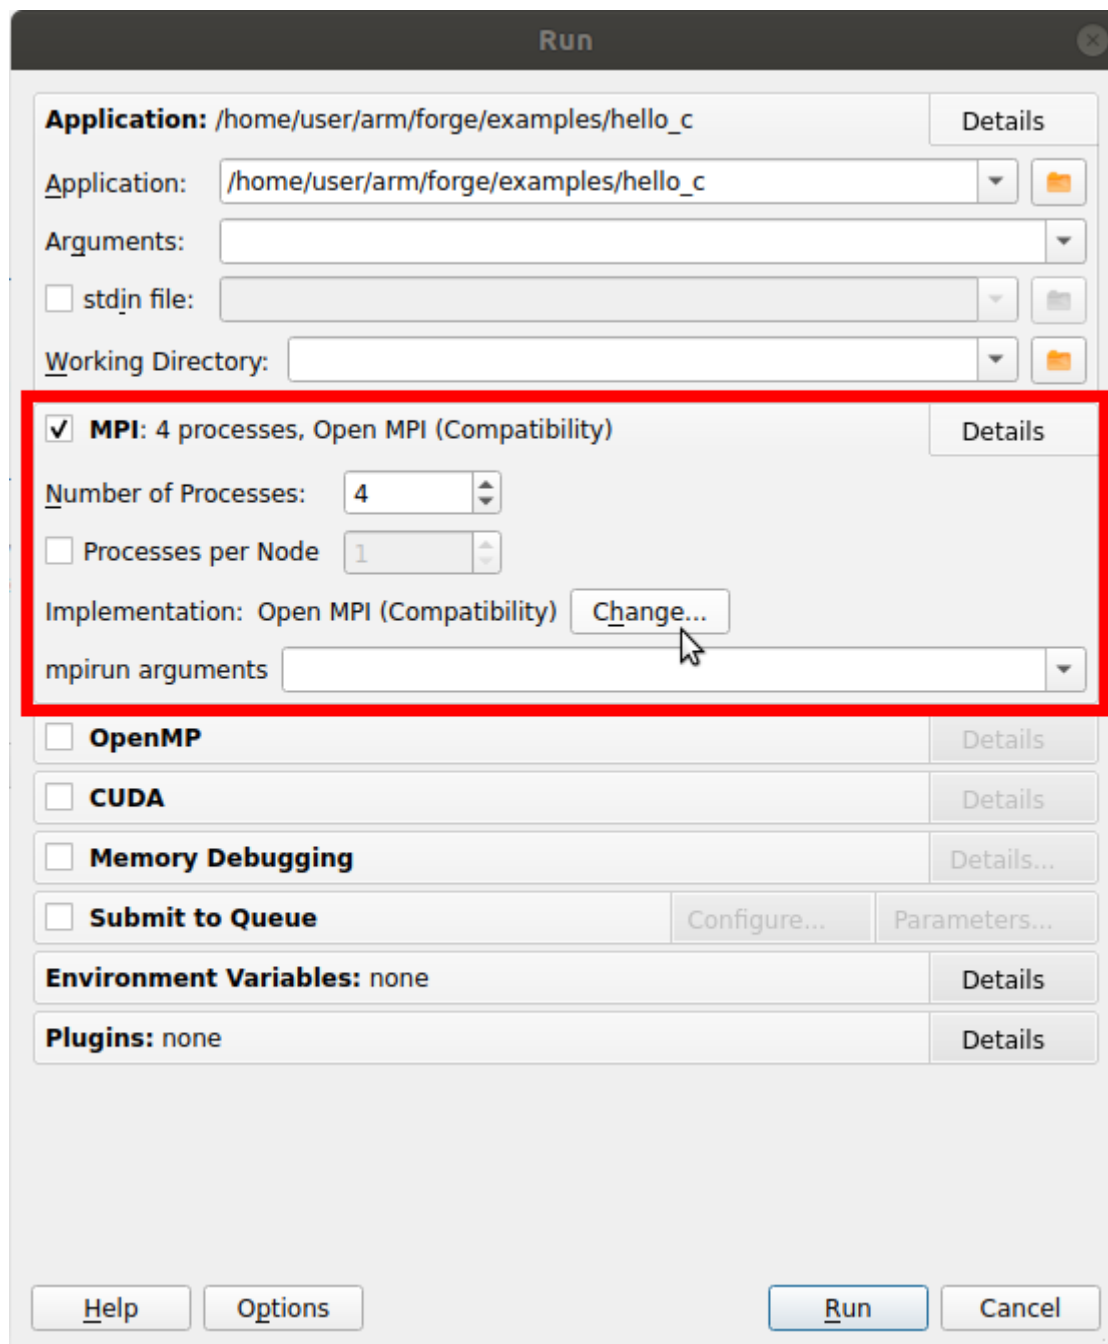 Run
Application: /home/user/arm/forge/examples/hello_c Details
Application: /home/user/arm/forge/examples/hello_c
Arguments:
stdin file:
Working Directory:
MPI: 4 processes, Open MPI (Compatibility) Details
Number of Processes: 4
Processes per Node 1
Implementation: Open MPI (Compatibility) Change...
mpirun arguments
OpenMP Details
CUDA Details
Memory Debugging Details...
Submit to Queue Configure... Parameters...
Environment Variables: none Details
Plugins: none Details
Help Options Run Cancel